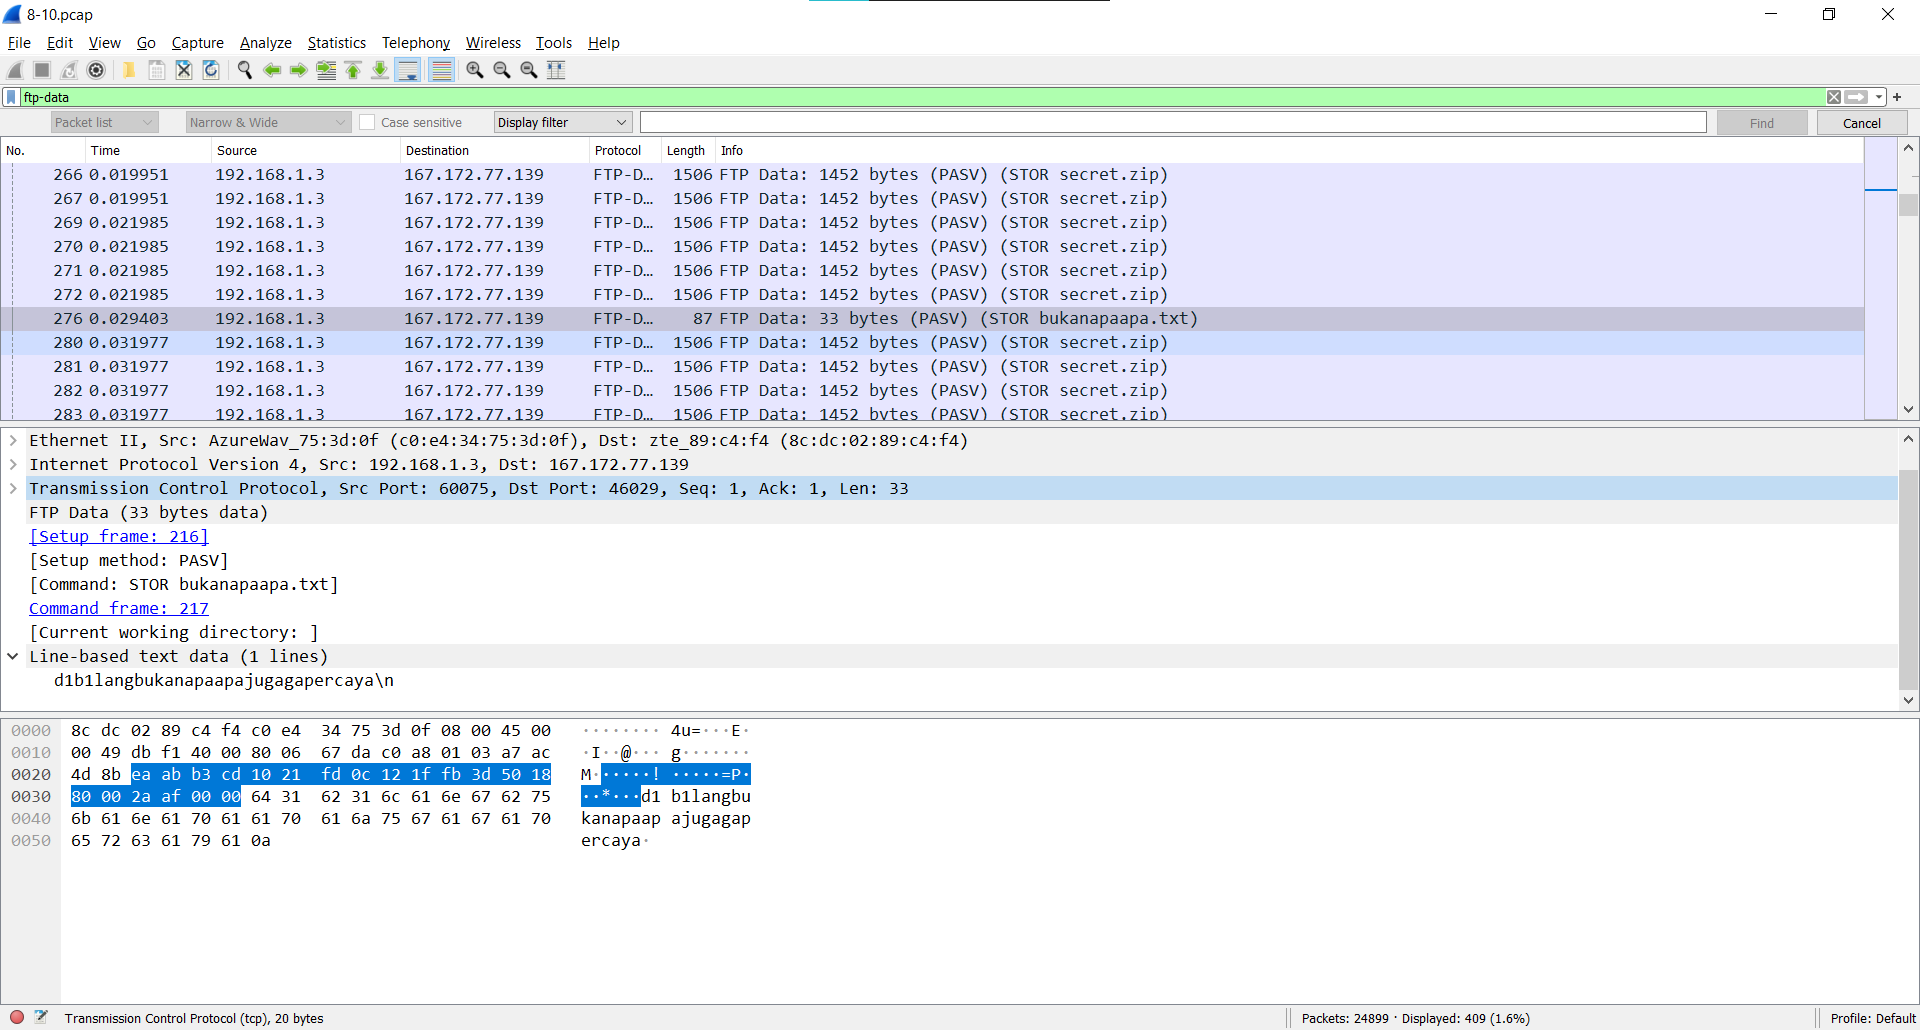 8-10.pcap
File Edit View Go Capture Analyze Statistics Telephony Wireless Tools Help
ftp-data
Packet list Narrow & Wide Case sensitive Display filter Find Cancel
No. Time Source Destination Protocol Length Info
266 0.019951 192.168.1.3 167.172.77.139 FTP-D… 1506 FTP Data: 1452 bytes (PASV) (STOR secret.zip)
267 0.019951 192.168.1.3 167.172.77.139 FTP-D… 1506 FTP Data: 1452 bytes (PASV) (STOR secret.zip)
269 0.021985 192.168.1.3 167.172.77.139 FTP-D… 1506 FTP Data: 1452 bytes (PASV) (STOR secret.zip)
270 0.021985 192.168.1.3 167.172.77.139 FTP-D… 1506 FTP Data: 1452 bytes (PASV) (STOR secret.zip)
271 0.021985 192.168.1.3 167.172.77.139 FTP-D… 1506 FTP Data: 1452 bytes (PASV) (STOR secret.zip)
272 0.021985 192.168.1.3 167.172.77.139 FTP-D… 1506 FTP Data: 1452 bytes (PASV) (STOR secret.zip)
276 0.029403 192.168.1.3 167.172.77.139 FTP-D… 87 FTP Data: 33 bytes (PASV) (STOR bukanapaapa.txt)
280 0.031977 192.168.1.3 167.172.77.139 FTP-D… 1506 FTP Data: 1452 bytes (PASV) (STOR secret.zip)
281 0.031977 192.168.1.3 167.172.77.139 FTP-D… 1506 FTP Data: 1452 bytes (PASV) (STOR secret.zip)
282 0.031977 192.168.1.3 167.172.77.139 FTP-D… 1506 FTP Data: 1452 bytes (PASV) (STOR secret.zip)
283 0.031977 192.168.1.3 167.172.77.139 FTP-D… 1506 FTP Data: 1452 bytes (PASV) (STOR secret.zip)
Ethernet II, Src: AzureWav_75:3d:0f (c0:e4:34:75:3d:0f), Dst: zte_89:c4:f4 (8c:dc:02:89:c4:f4)
Internet Protocol Version 4, Src: 192.168.1.3, Dst: 167.172.77.139
Transmission Control Protocol, Src Port: 60075, Dst Port: 46029, Seq: 1, Ack: 1, Len: 33
FTP Data (33 bytes data)
[Setup frame: 216]
[Setup method: PASV]
[Command: STOR bukanapaapa.txt]
Command frame: 217
[Current working directory: ]
Line-based text data (1 lines)
d1b1langbukanapaapajugagapercaya\n
0000 8c dc 02 89 c4 f4 c0 e4 34 75 3d 0f 08 00 45 00 ········ 4u=···E·
0010 00 49 db f1 40 00 80 06 67 da c0 a8 01 03 a7 ac ·I··@··· g·······
0020 4d 8b ea ab b3 cd 10 21 fd 0c 12 1f fb 3d 50 18 M······! ·····=P·
0030 80 00 2a af 00 00 64 31 62 31 6c 61 6e 67 62 75 ··*···d1 b1langbu
0040 6b 61 6e 61 70 61 61 70 61 6a 75 67 61 67 61 70 kanapaap ajugagap
0050 65 72 63 61 79 61 0a ercaya·
Transmission Control Protocol (tcp), 20 bytes Packets: 24899 · Displayed: 409 (1.6%) Profile: Default